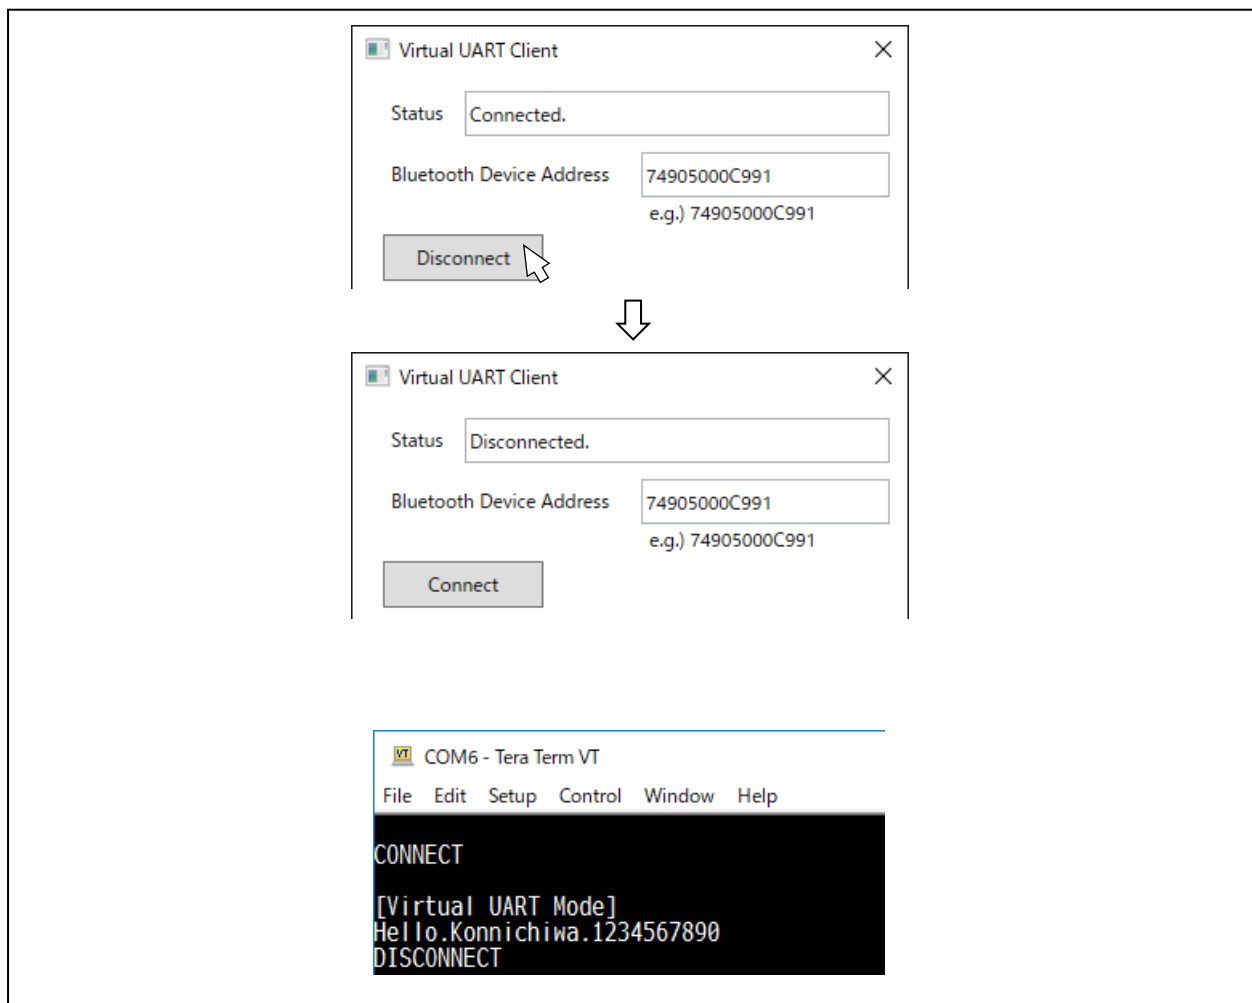 Virtual UART Client
Status Connected.
Bluetooth Device Address 74905000C991
e.g.) 74905000C991
Disconnect
Virtual UART Client
Status Disconnected.
Bluetooth Device Address 74905000C991
e.g.) 74905000C991
Connect
VT COM6 - Tera Term VT
File Edit Setup Control Window Help
CONNECT
[Virtual UART Mode]
Hello.Konnichiwa.1234567890
DISCONNECT